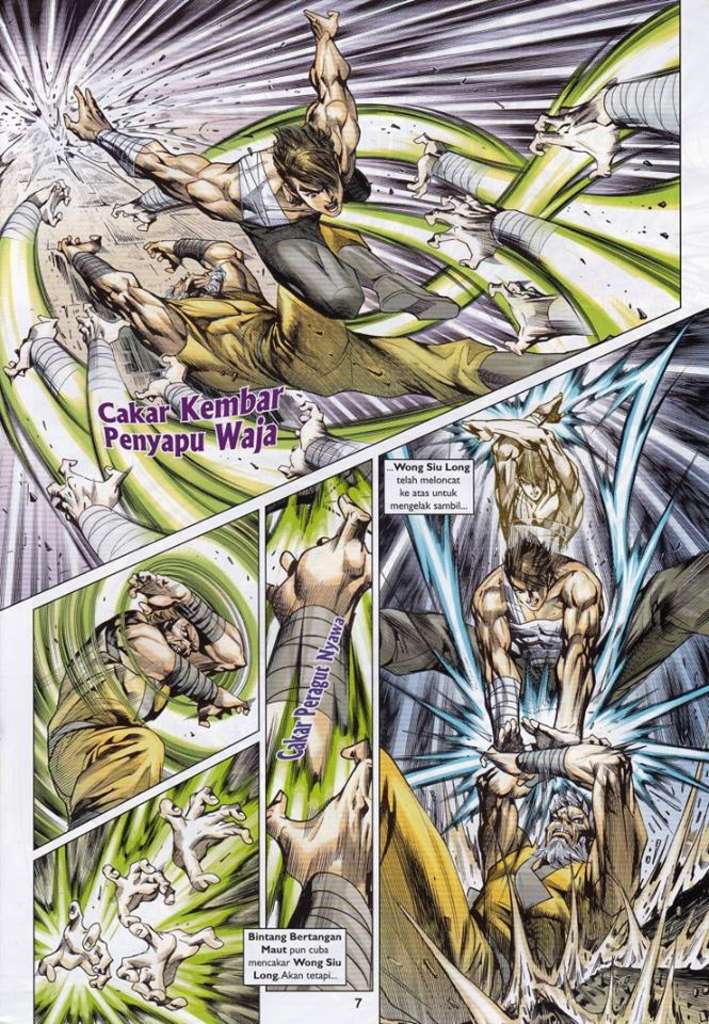 Cakar Kembar
Penyapu Waja
...Wong Siu Long
telah meloncat
ke atas untuk
mengelak sambil...
Cakar Peragut Nyawa
Bintang Bertangan
Maut pun cuba
mencakar Wong Siu
Long. Akan tetapi...
7